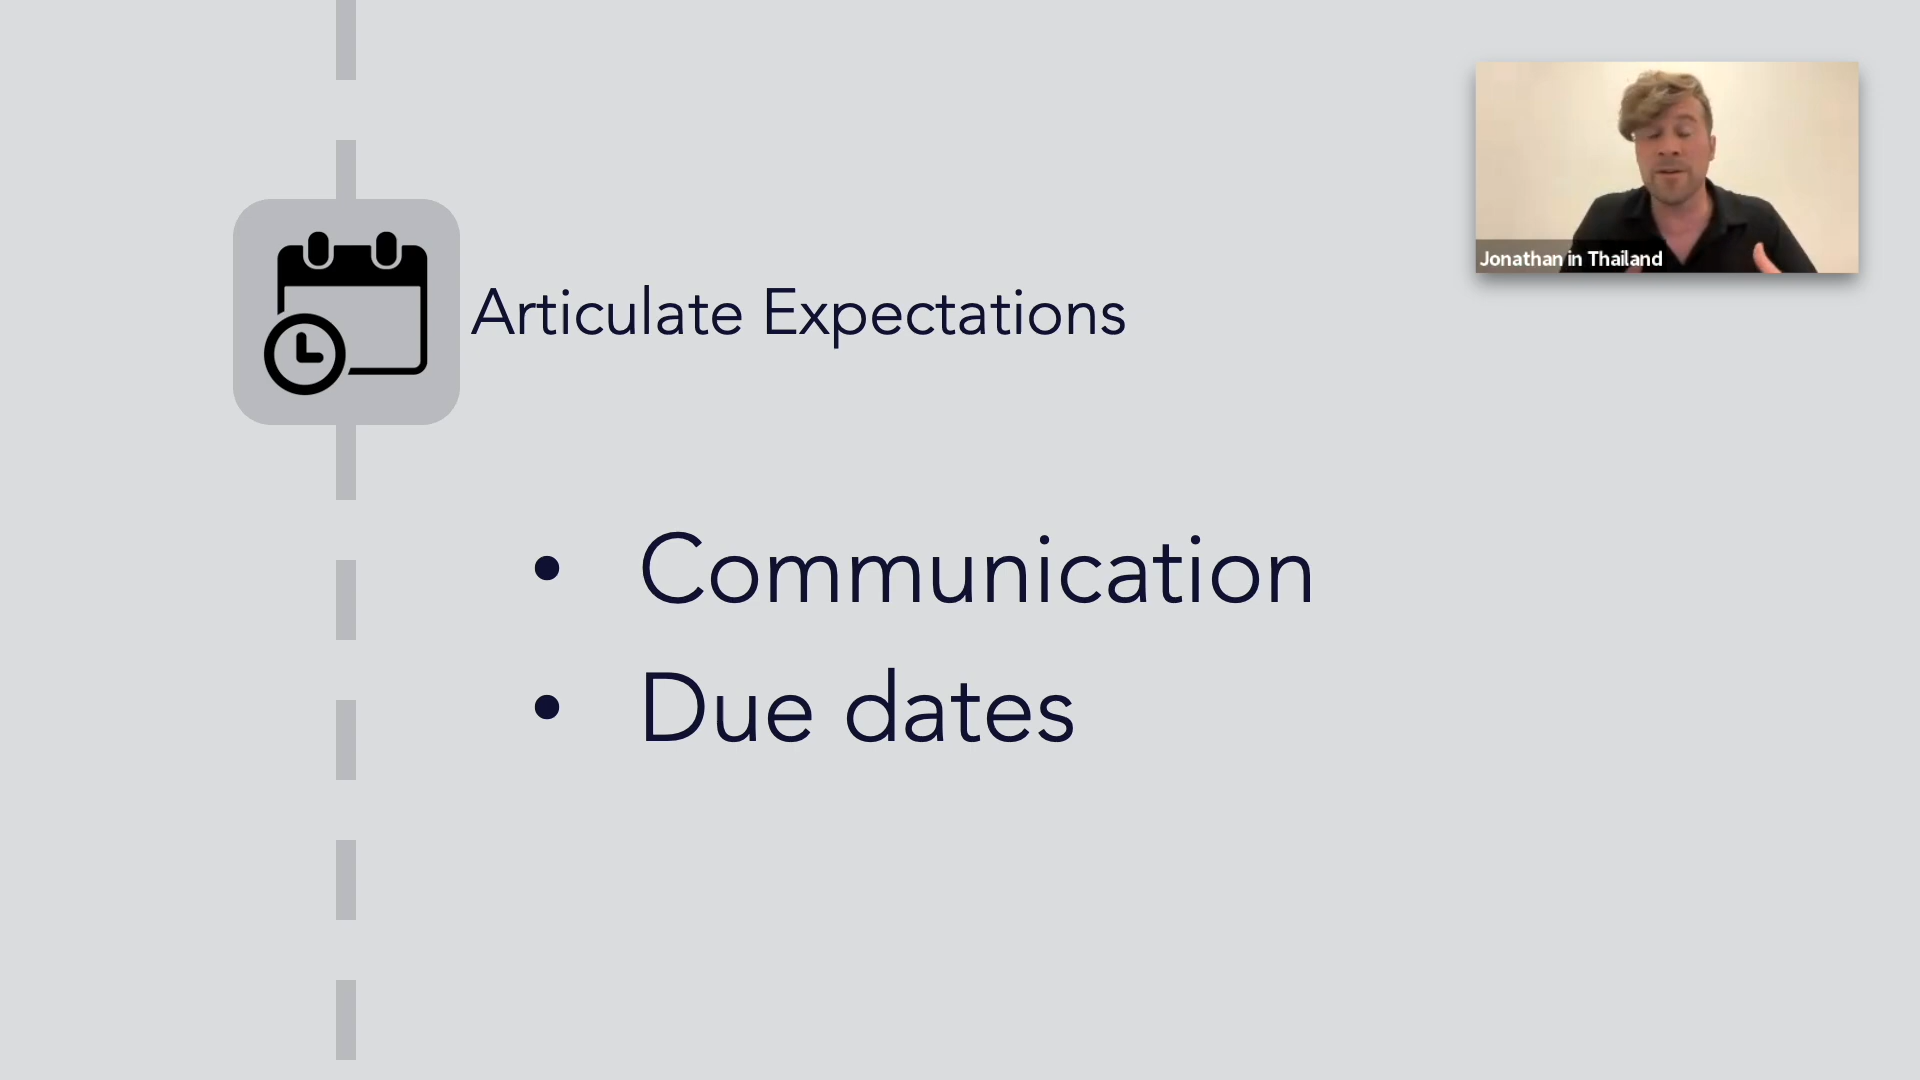 Jonathan in Thailand
Articulate Expectations
• Communication
• Due dates